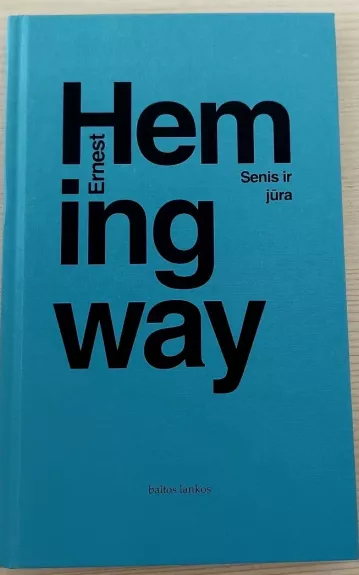 Ernest
Hem
ing
way
Senis ir
jūra
baltos lankos